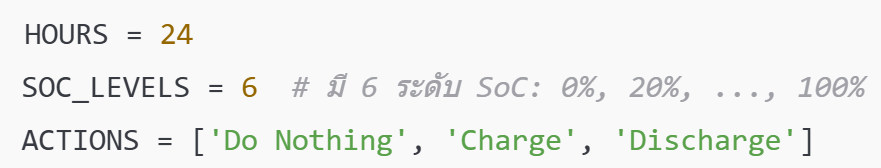 HOURS = 24
SOC_LEVELS = 6  # มี 6 ระดับ SoC: 0%, 20%, ..., 100%
ACTIONS = ['Do Nothing', 'Charge', 'Discharge']